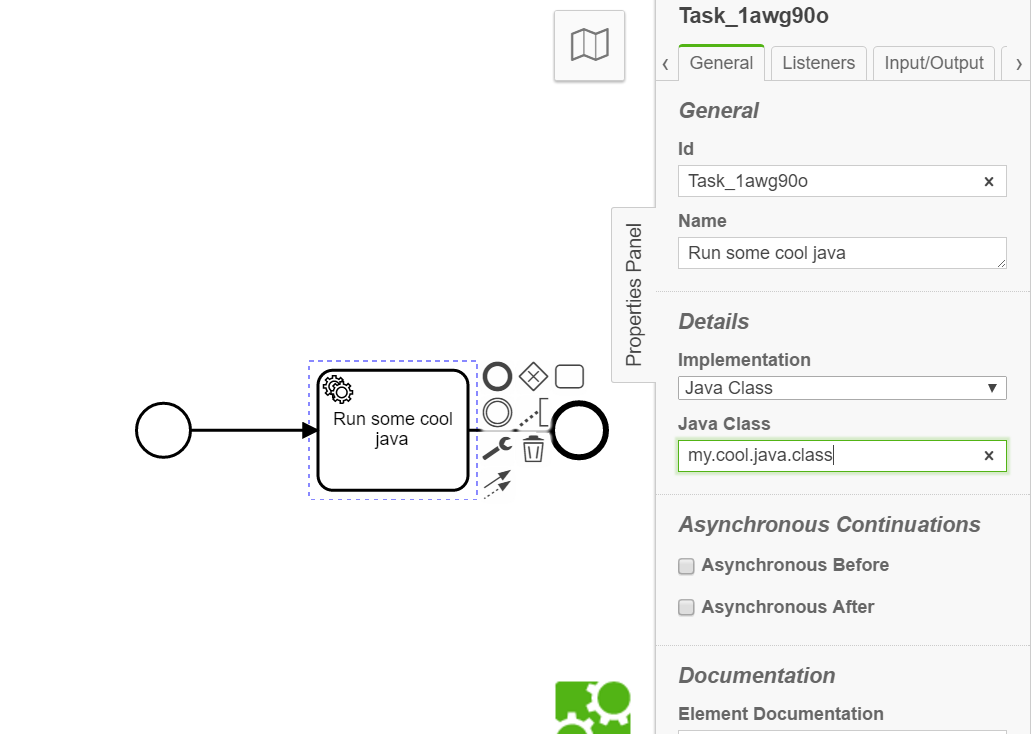 Task_1awg90o
General
Listeners
Input/Output
General
Id
Task_1awg90o
Name
Run some cool java
Properties Panel
Details
Implementation
Java Class
Java Class
my.cool.java.class
Run some cool
java
Asynchronous Continuations
Asynchronous Before
Asynchronous After
Documentation
Element Documentation